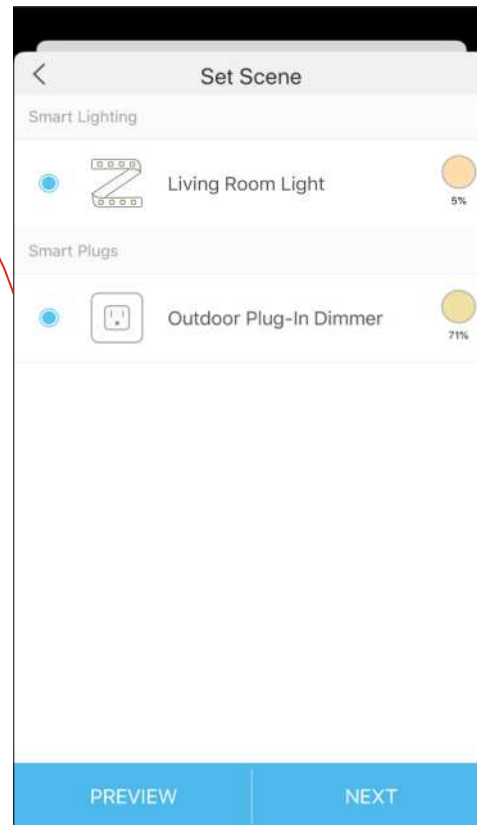 Set Scene
Smart Lighting
Living Room Light
5%
Smart Plugs
Outdoor Plug-In Dimmer
71%
PREVIEW NEXT